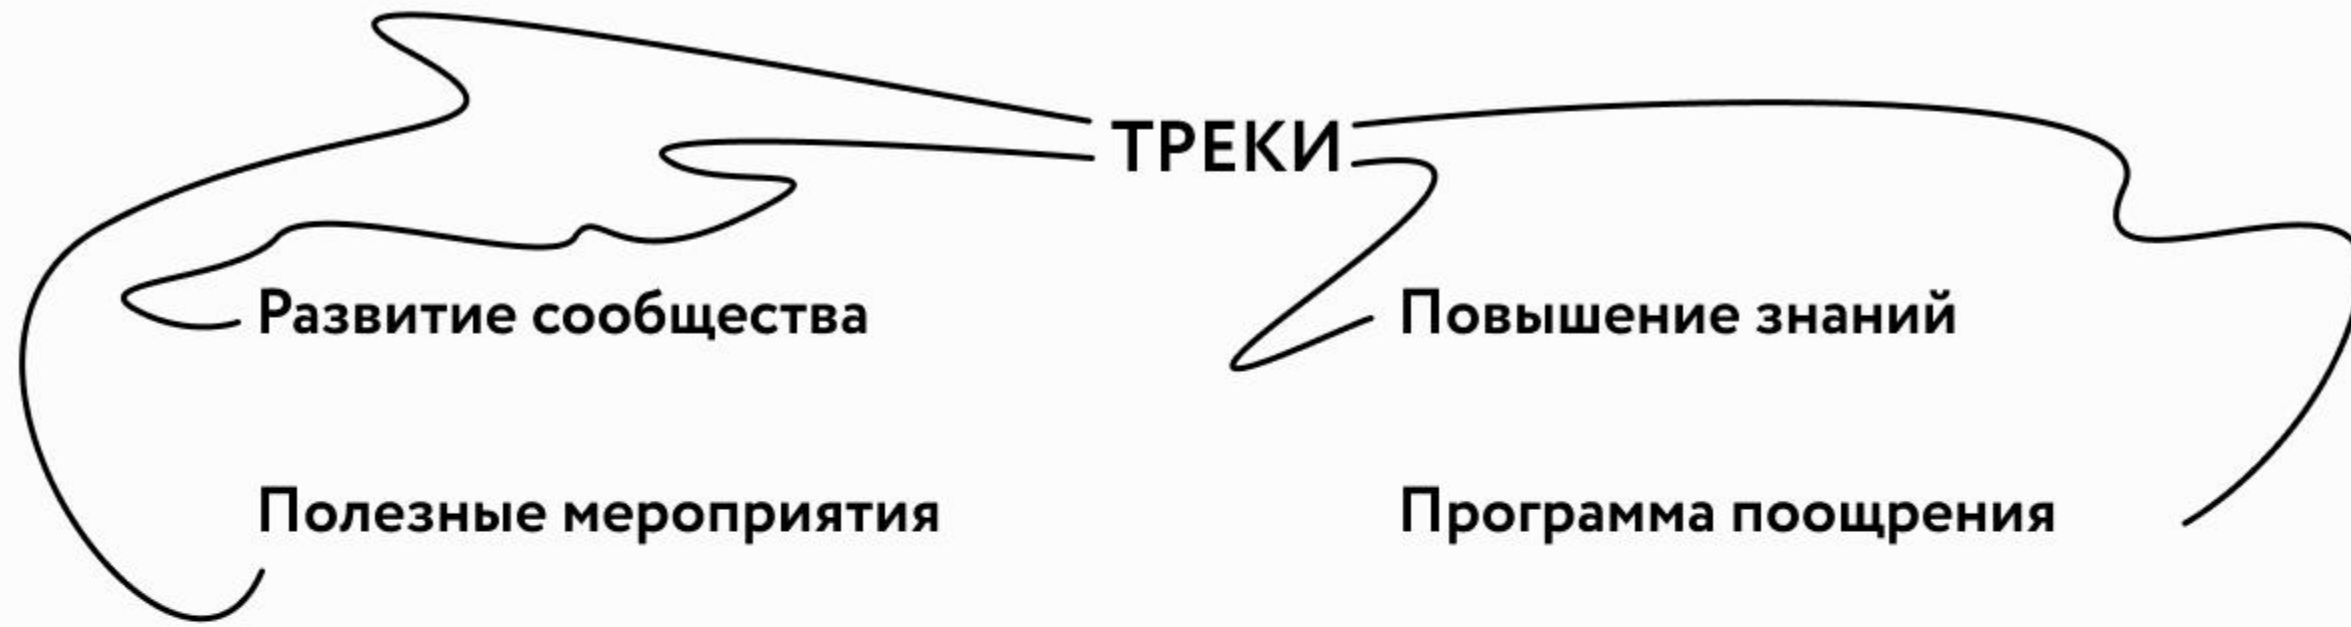 ТРЕКИ
Развитие сообщества
Повышение знаний
Полезные мероприятия
Программа поощрения